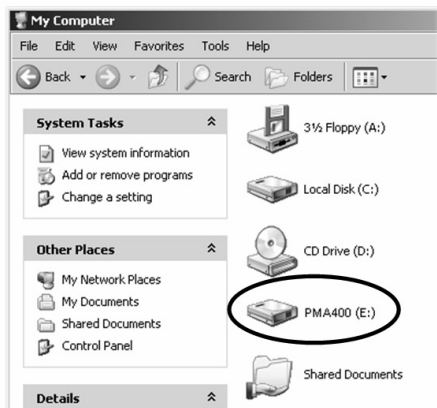 My Computer
File Edit View Favorites Tools Help
Back Search Folders
System Tasks
View system information
Add or remove programs
Change a setting
Other Places
My Network Places
My Documents
Shared Documents
Control Panel
Details
3½ Floppy (A:)
Local Disk (C:)
CD Drive (D:)
PMA400 (E:)
Shared Documents